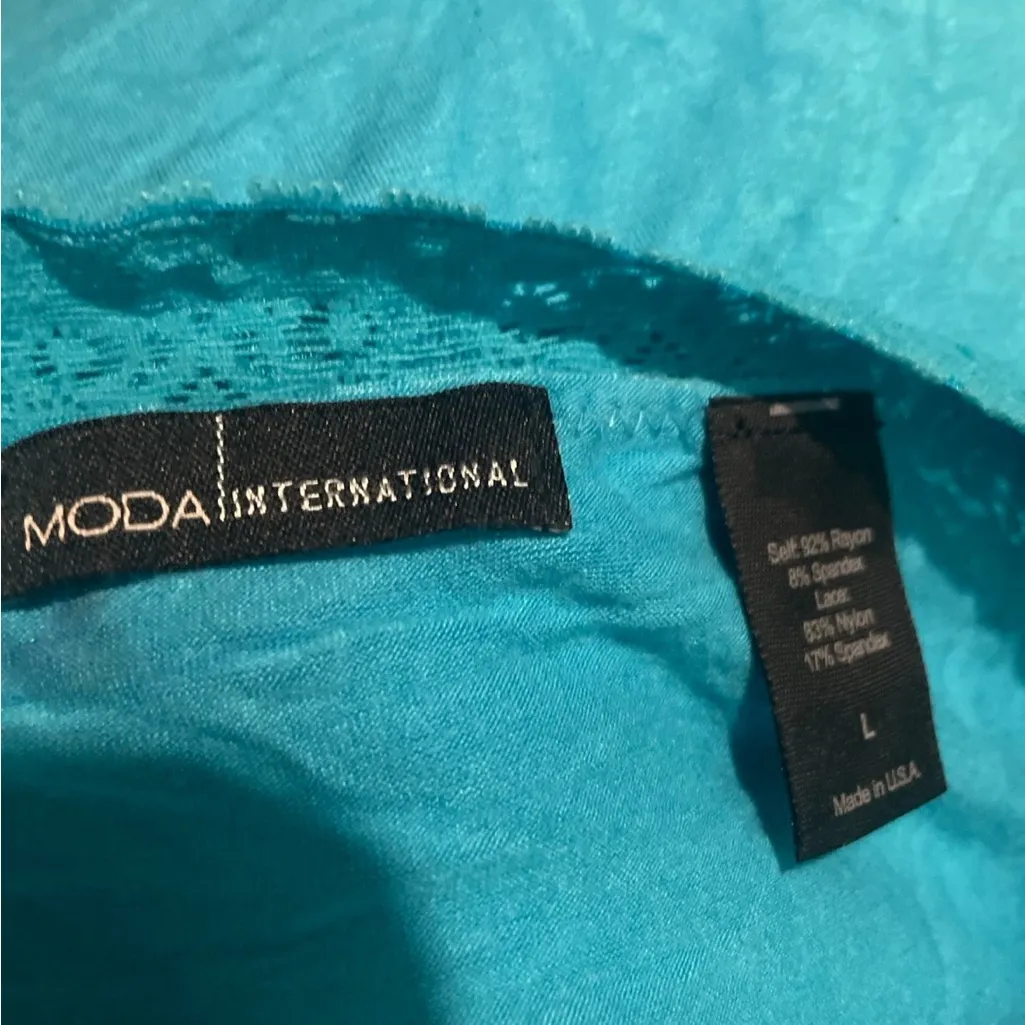 MODA INTERNATIONAL
Self: 92% Rayon
8% Spandex
Lace:
83% Nylon
17% Spandex
L
Made in U.S.A.